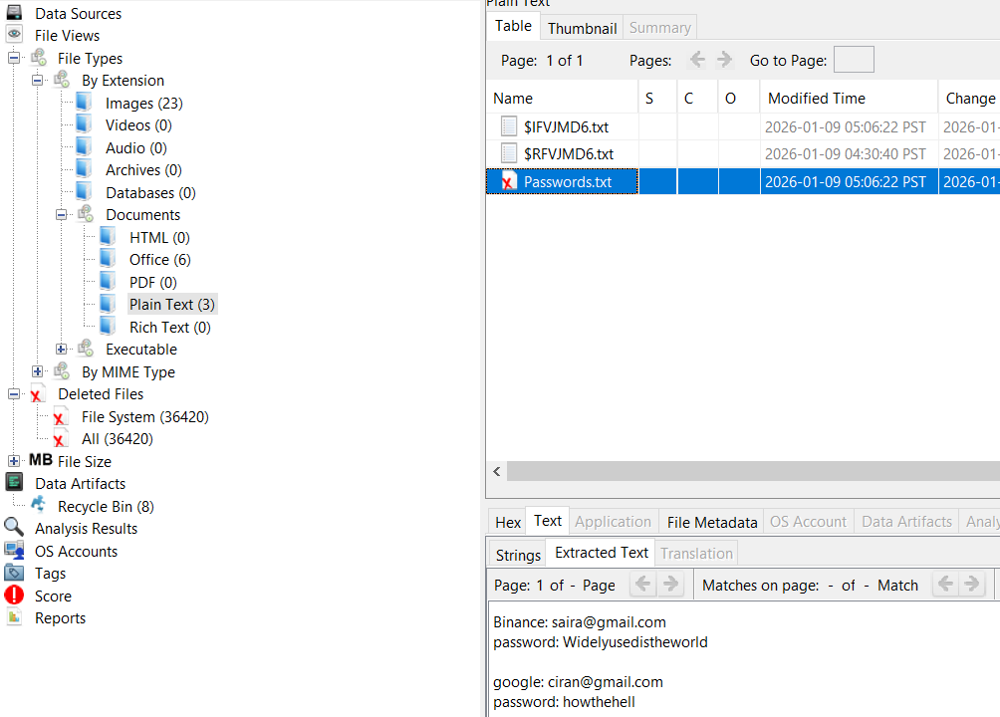 Data Sources
File Views
File Types
By Extension
Images (23)
Videos (0)
Audio (0)
Archives (0)
Databases (0)
Documents
HTML (0)
Office (6)
PDF (0)
Plain Text (3)
Rich Text (0)
Executable
By MIME Type
Deleted Files
File System (36420)
All (36420)
MB File Size
Data Artifacts
Recycle Bin (8)
Analysis Results
OS Accounts
Tags
Score
Reports
Plain Text
Table Thumbnail Summary
Page: 1 of 1 Pages: Go to Page:
Name S C O Modified Time Change
$IFVJMD6.txt 2026-01-09 05:06:22 PST 2026-01-
$RFVJMD6.txt 2026-01-09 04:30:40 PST 2026-01-
Passwords.txt 2026-01-09 05:06:22 PST 2026-01-
Hex Text Application File Metadata OS Account Data Artifacts Analy
Strings Extracted Text Translation
Page: 1 of - Page Matches on page: - of - Match
Binance: saira@gmail.com
password: Widelyusedistheworld
google: ciran@gmail.com
password: howthehell